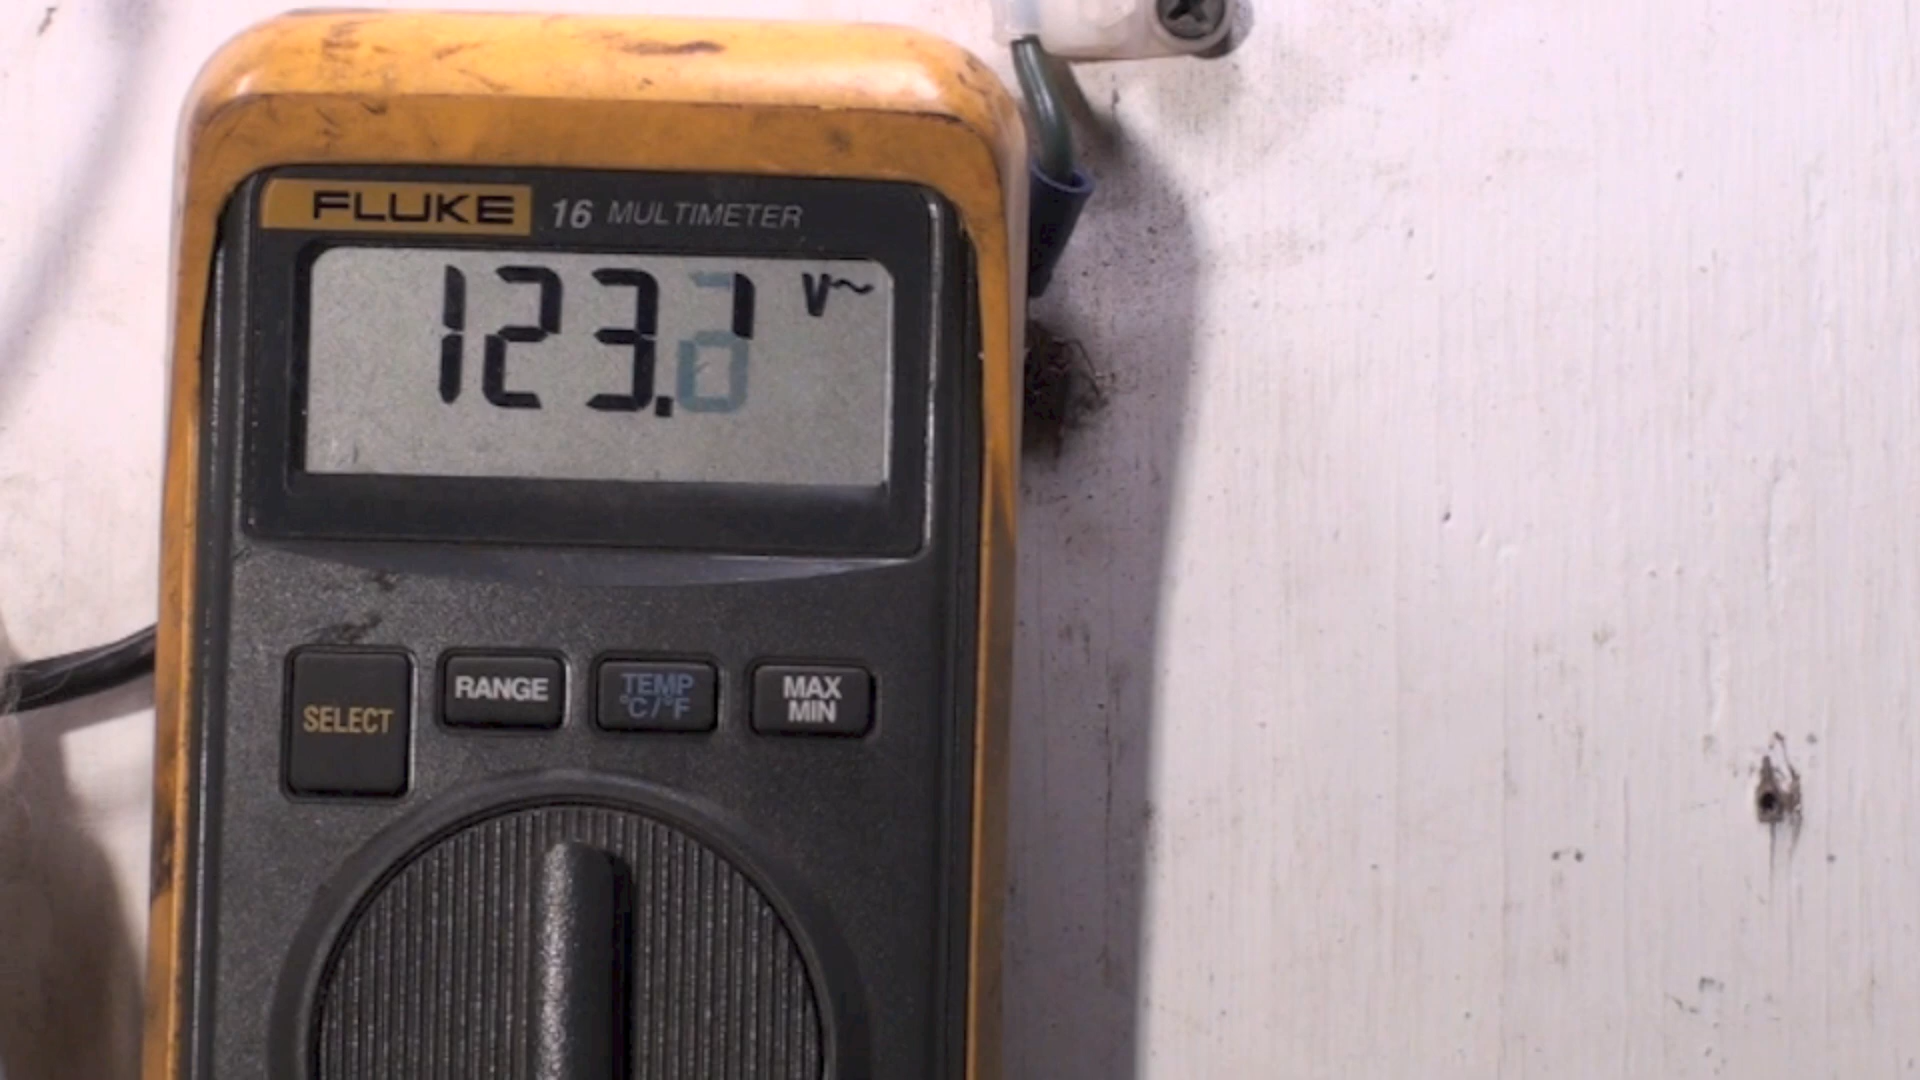 FLUKE 16 MULTIMETER
123. V~
SELECT RANGE TEMP °C/°F MAX MIN